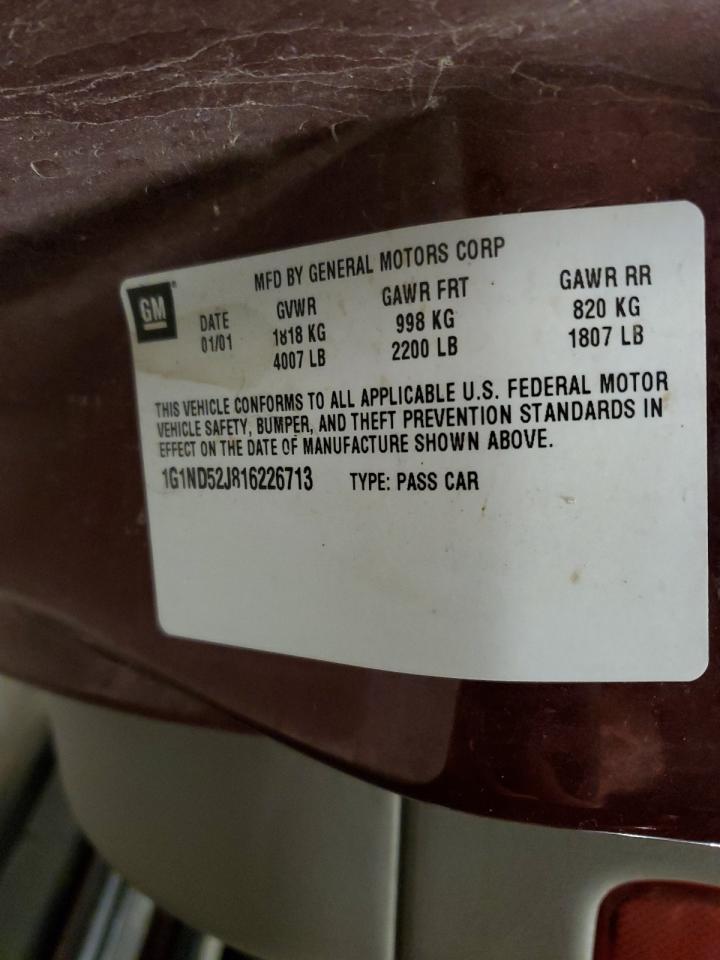 MFD BY GENERAL MOTORS CORP
GM
DATE GVWR GAWR FRT GAWR RR
01/01 1818 KG 998 KG 820 KG
4007 LB 2200 LB 1807 LB
THIS VEHICLE CONFORMS TO ALL APPLICABLE U.S. FEDERAL MOTOR
VEHICLE SAFETY, BUMPER, AND THEFT PREVENTION STANDARDS IN
EFFECT ON THE DATE OF MANUFACTURE SHOWN ABOVE.
1G1ND52J816226713 TYPE: PASS CAR